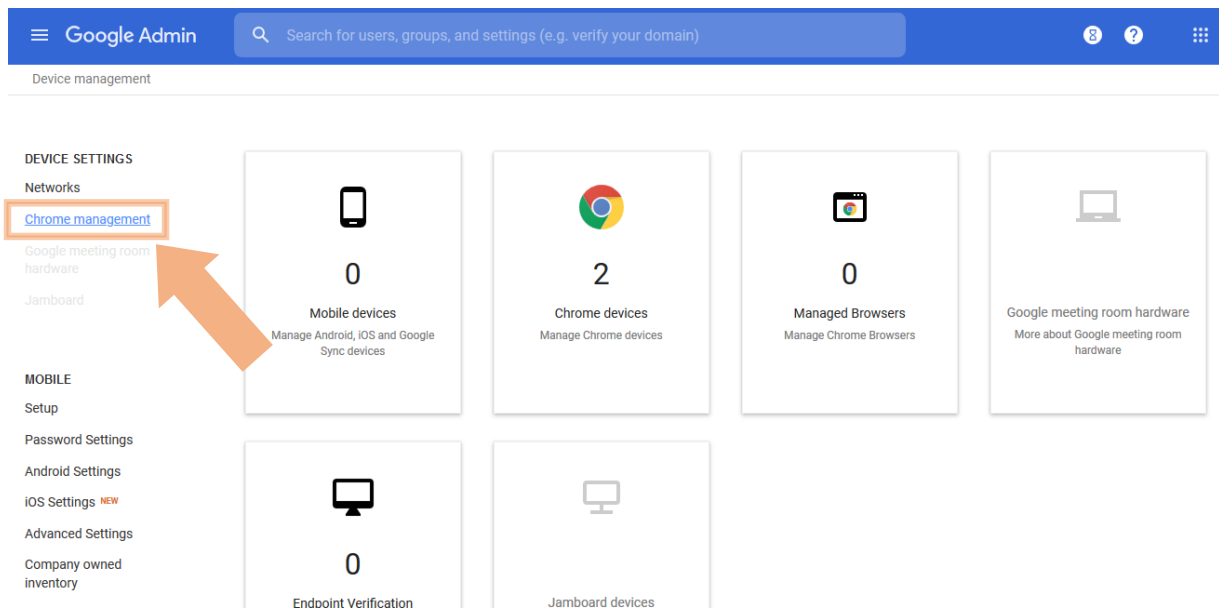 Google Admin
Search for users, groups, and settings (e.g. verify your domain)
8
?
Device management
DEVICE SETTINGS
Networks
Chrome management
Google meeting room
hardware
Jamboard
MOBILE
Setup
Password Settings
Android Settings
iOS Settings NEW
Advanced Settings
Company owned
inventory
0
Mobile devices
Manage Android, iOS and Google
Sync devices
2
Chrome devices
Manage Chrome devices
0
Managed Browsers
Manage Chrome Browsers
Google meeting room hardware
More about Google meeting room
hardware
0
Endpoint Verification
Jamboard devices